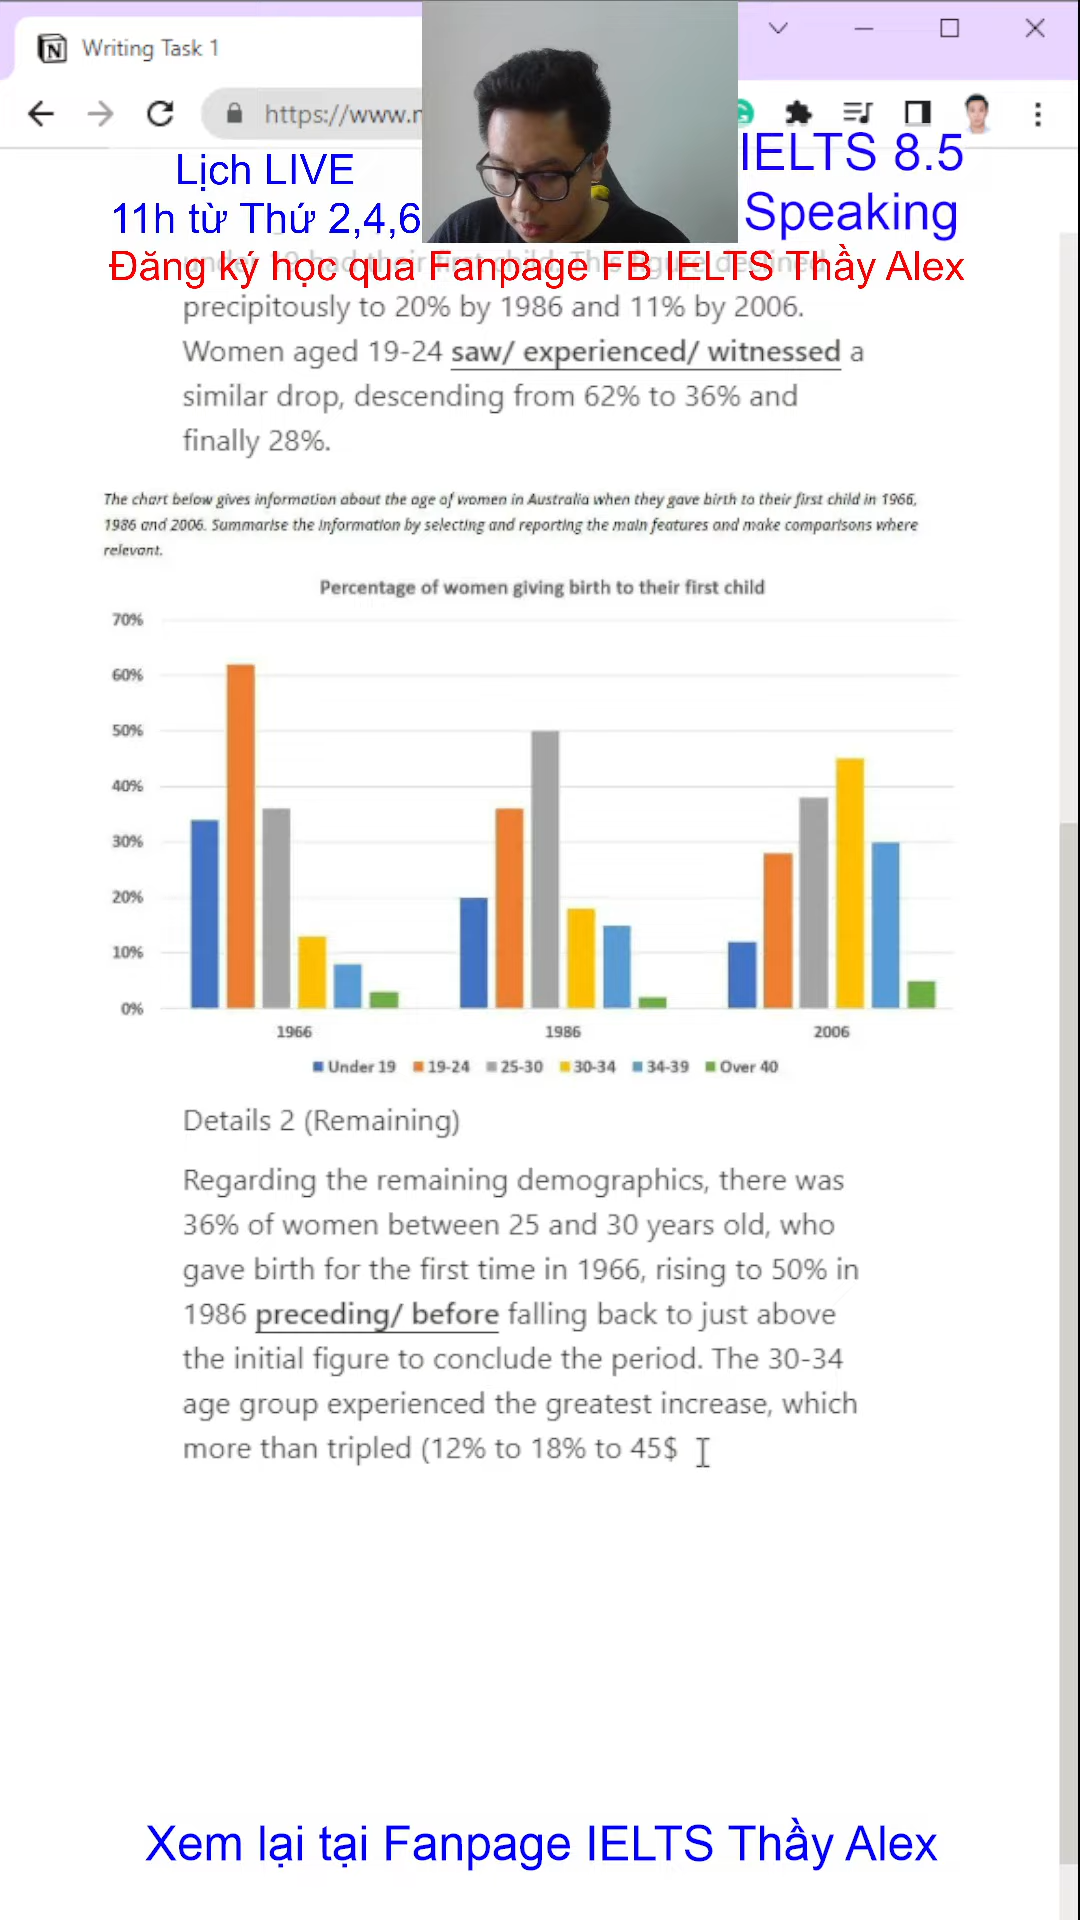 Writing Task 1
https://www.n
Lịch LIVE
11h từ Thứ 2,4,6
IELTS 8.5
Speaking
Đăng ký học qua Fanpage FB IELTS Thầy Alex
precipitously to 20% by 1986 and 11% by 2006.
Women aged 19-24 saw/ experienced/ witnessed a
similar drop, descending from 62% to 36% and
finally 28%.
The chart below gives information about the age of women in Australia when they gave birth to their first child in 1966,
1986 and 2006. Summarise the information by selecting and reporting the main features and make comparisons where
relevant.
Percentage of women giving birth to their first child
70%
60%
50%
40%
30%
20%
10%
0%
1966 1986 2006
Under 19 19-24 25-30 30-34 34-39 Over 40
Details 2 (Remaining)
Regarding the remaining demographics, there was
36% of women between 25 and 30 years old, who
gave birth for the first time in 1966, rising to 50% in
1986 preceding/ before falling back to just above
the initial figure to conclude the period. The 30-34
age group experienced the greatest increase, which
more than tripled (12% to 18% to 45$
Xem lại tại Fanpage IELTS Thầy Alex